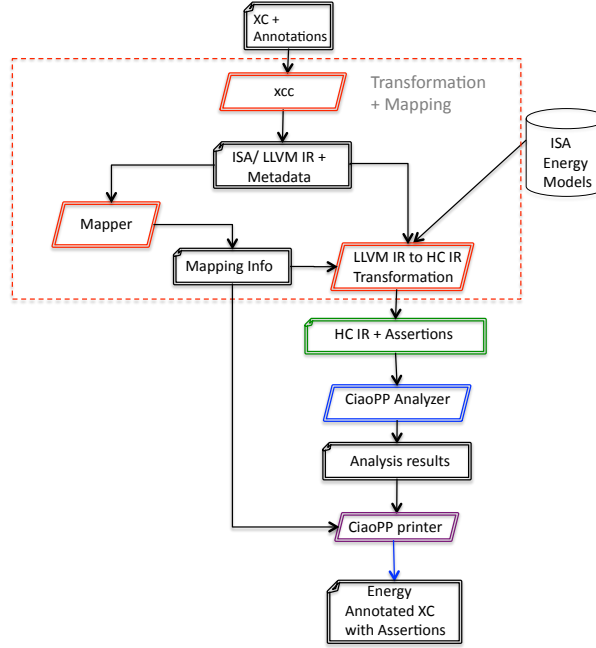 XC +
Annotations
xcc
Transformation
+ Mapping
ISA/ LLVM IR +
Metadata
ISA
Energy
Models
Mapper
Mapping Info
LLVM IR to HC IR
Transformation
HC IR + Assertions
CiaoPP Analyzer
Analysis results
CiaoPP printer
Energy
Annotated XC
with Assertions